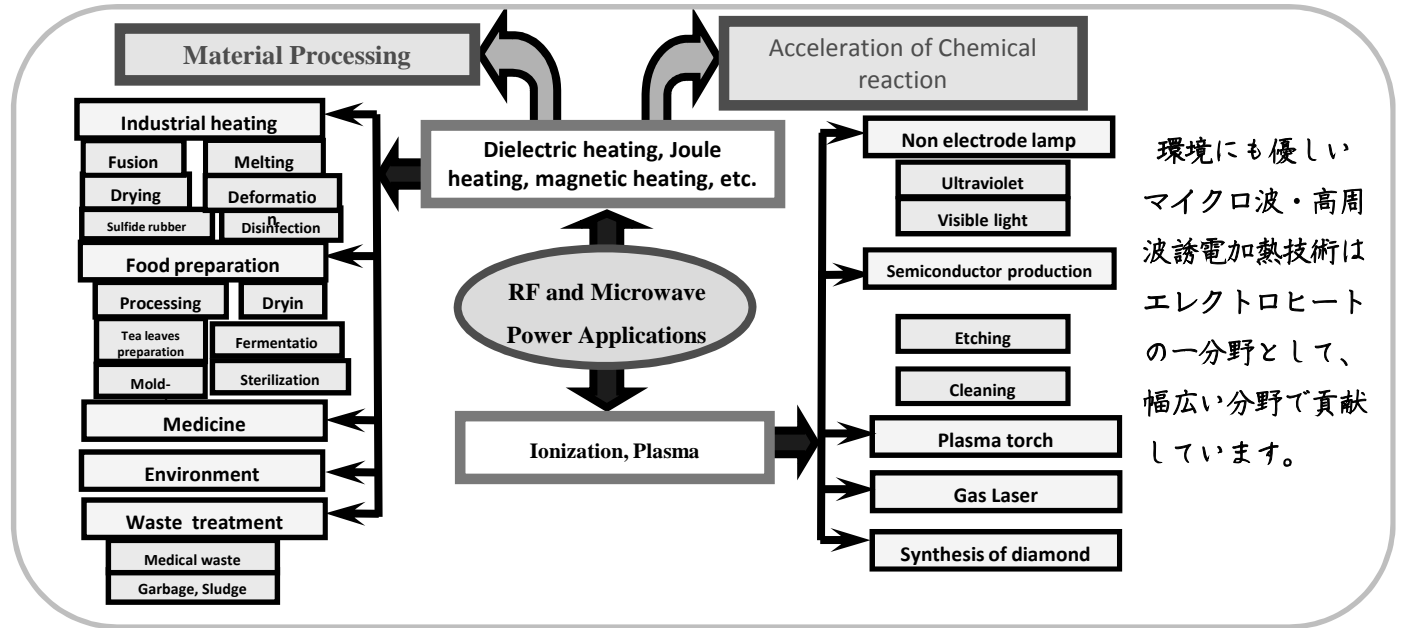 Material Processing
Acceleration of Chemical
reaction
Dielectric heating, Joule
heating, magnetic heating, etc.
RF and Microwave
Power Applications
Ionization, Plasma
Industrial heating
Fusion
Melting
Drying
Deformatio
n
Sulfide rubber
Disinfection
Food preparation
Processing
Dryin
Tea leaves
preparation
Fermentatio
Mold-
Sterilization
Medicine
Environment
Waste treatment
Medical waste
Garbage, Sludge
Non electrode lamp
Ultraviolet
Visible light
Semiconductor production
Etching
Cleaning
Plasma torch
Gas Laser
Synthesis of diamond
環境にも優しい
マイクロ波・高周
波誘電加熱技術は
エレクトロヒート
の一分野として、
幅広い分野で貢献
しています。